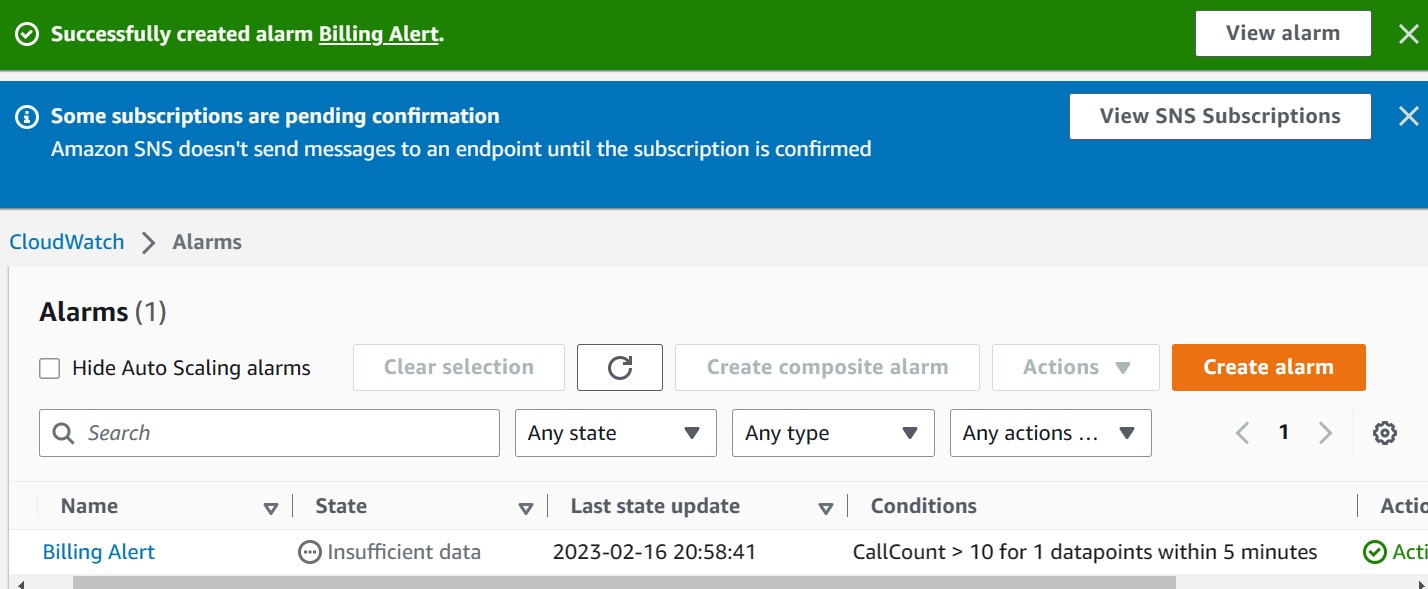 Successfully created alarm Billing Alert.
View alarm
Some subscriptions are pending confirmation
Amazon SNS doesn't send messages to an endpoint until the subscription is confirmed
View SNS Subscriptions
CloudWatch Alarms
Alarms (1)
Hide Auto Scaling alarms Clear selection Create composite alarm Actions Create alarm
Search Any state Any type Any actions ... 1
Name State Last state update Conditions Actio
Billing Alert Insufficient data 2023-02-16 20:58:41 CallCount > 10 for 1 datapoints within 5 minutes Acti